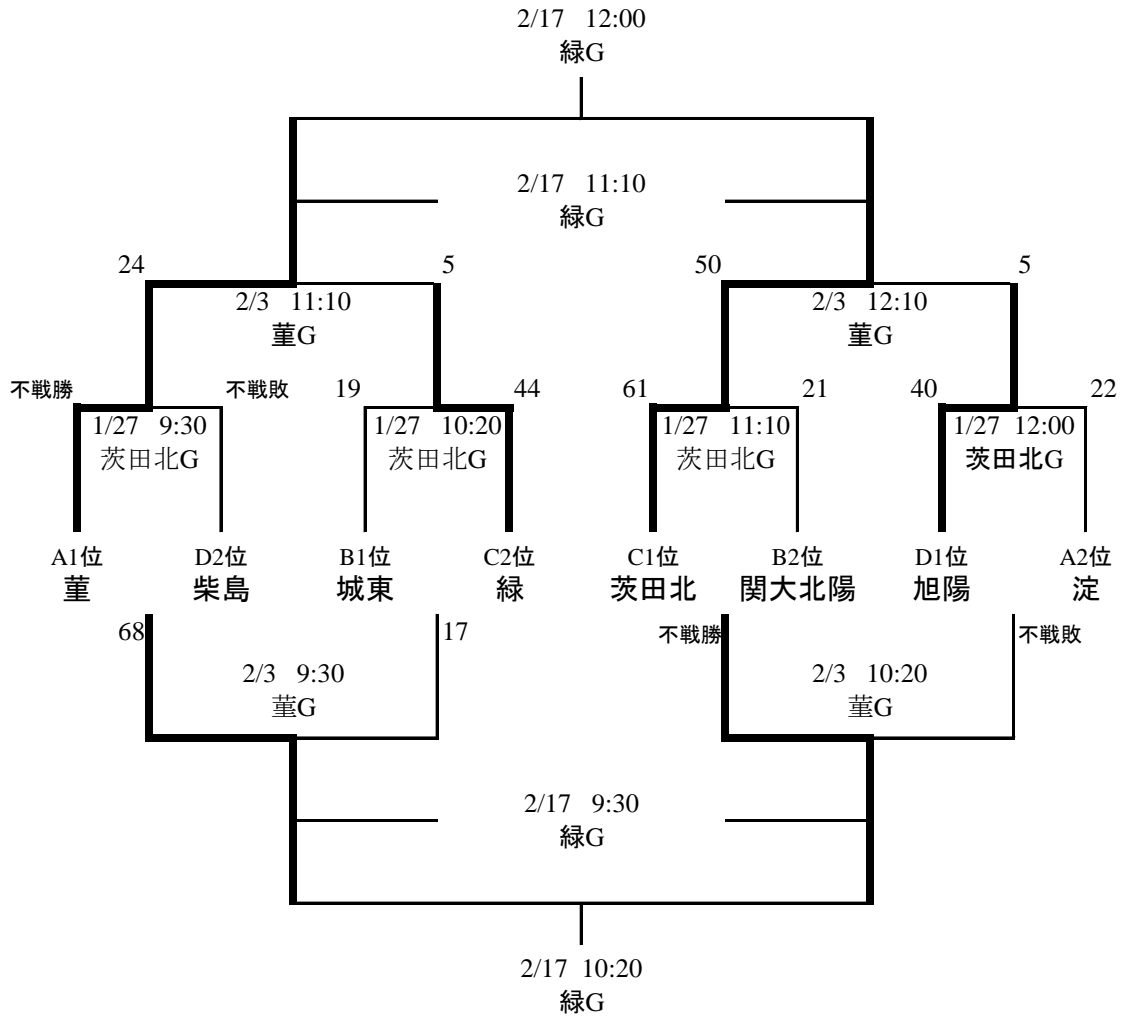 2/17 12:00
緑G
2/17 11:10
緑G
24
5
50
5
2/3 11:10
菫G
2/3 12:10
菫G
不戦勝
不戦敗
19
44
61
21
40
22
1/27 9:30
茨田北G
1/27 10:20
茨田北G
1/27 11:10
茨田北G
1/27 12:00
茨田北G
A1位
菫
D2位
柴島
B1位
城東
C2位
緑
C1位
茨田北
B2位
関大北陽
D1位
旭陽
A2位
淀
68
17
不戦勝
不戦敗
2/3 9:30
菫G
2/3 10:20
菫G
2/17 9:30
緑G
2/17 10:20
緑G